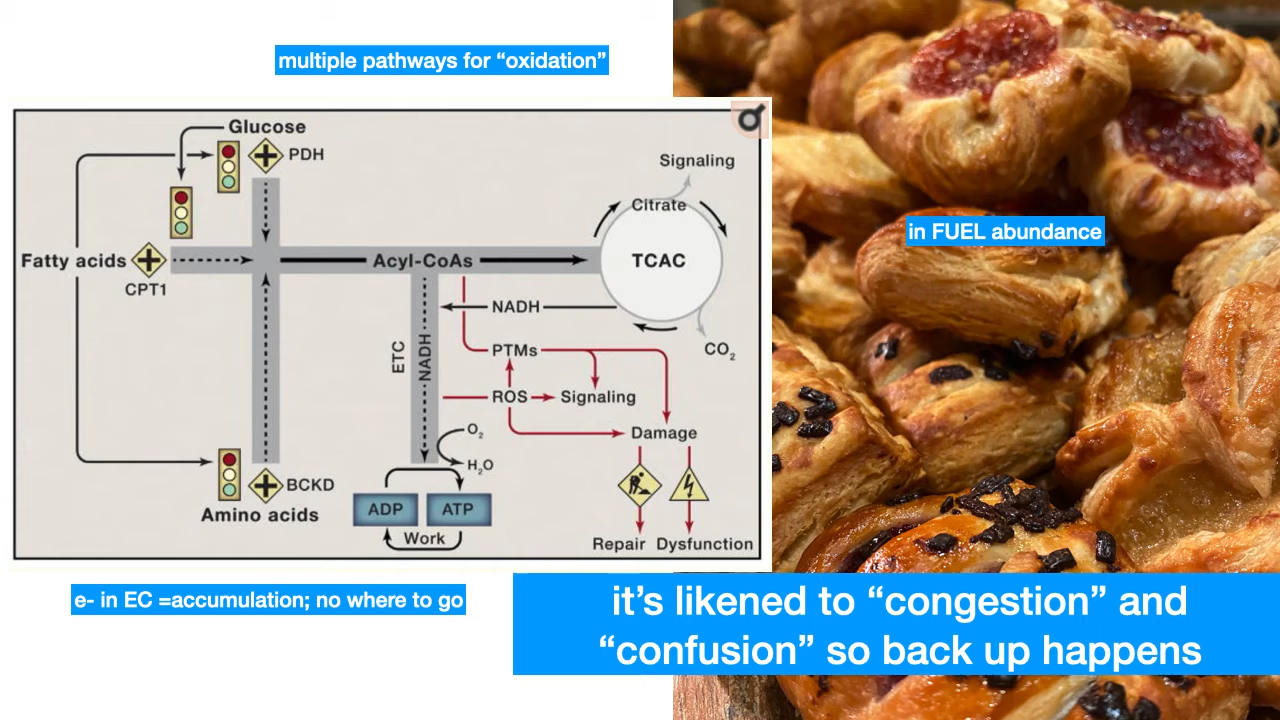 multiple pathways for “oxidation”
Glucose
PDH
Signaling
Citrate
Fatty acids
CPT1
Acyl-CoAs
TCAC
NADH
CO2
ETC
NADH
PTMs
ROS
Signaling
O2
H2O
Damage
BCKD
Amino acids
ADP
ATP
Work
Repair
Dysfunction
in FUEL abundance
e- in EC =accumulation; no where to go
it’s likened to “congestion” and
“confusion” so back up happens